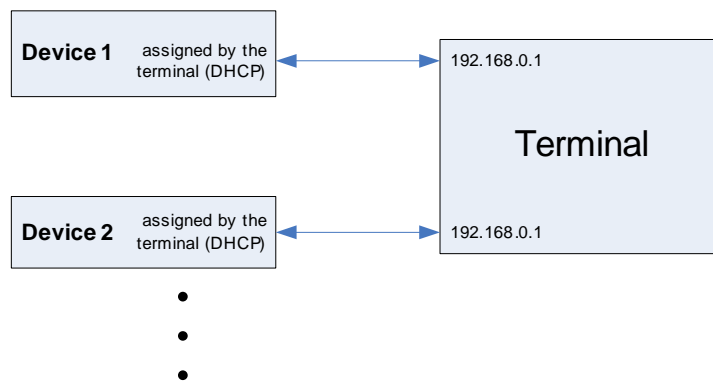 Device 1
assigned by the
terminal (DHCP)
192.168.0.1
Terminal
Device 2
assigned by the
terminal (DHCP)
192.168.0.1